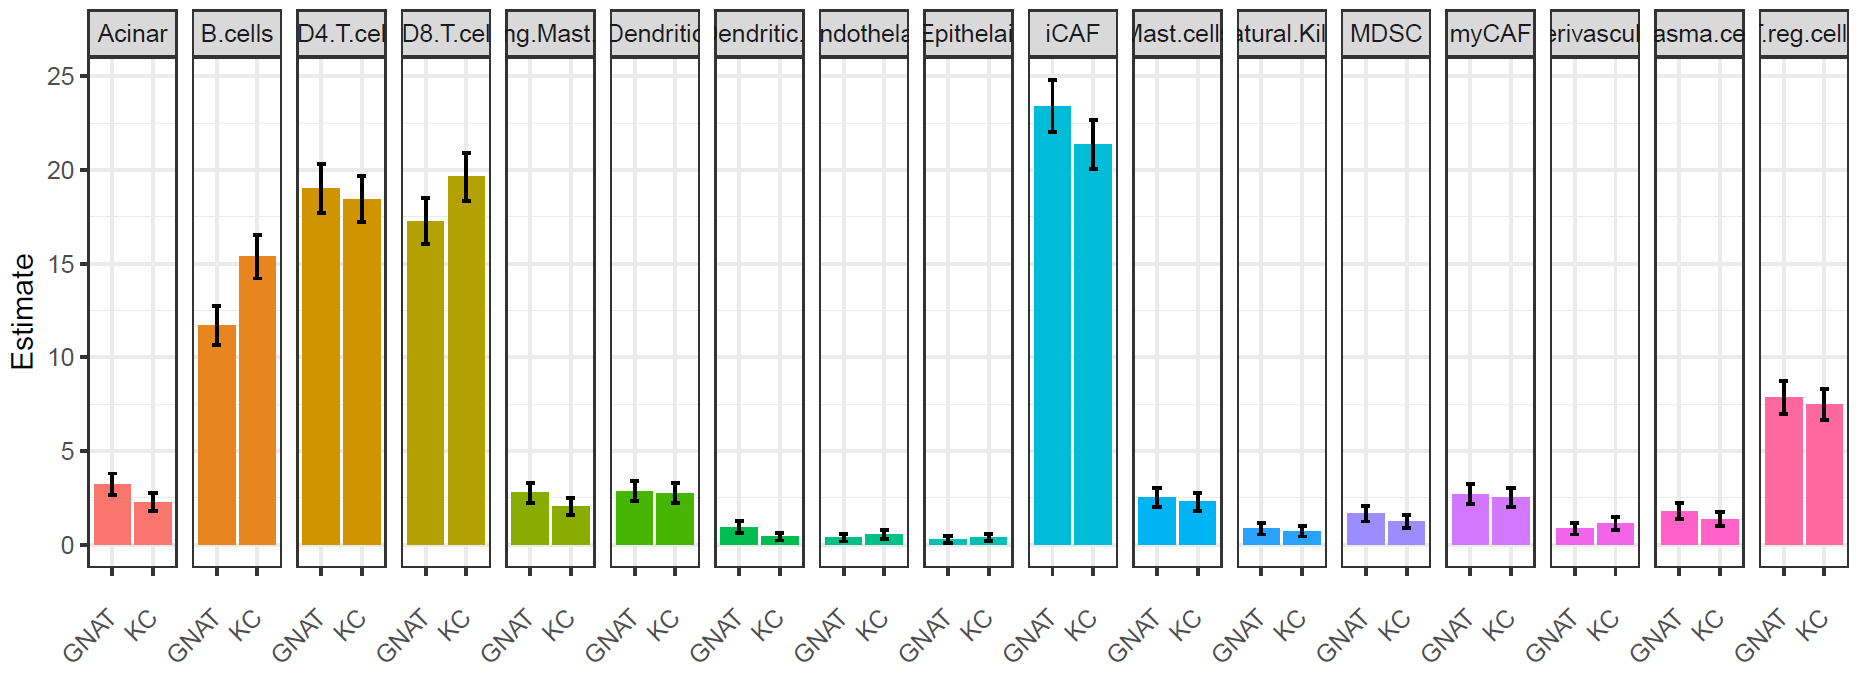 Acinar B.cells D4.T.cel D8.T.cel ng.Mast. Dendritic endritic. ndothela Epithelai iCAF Mast.cell atural.Kil MDSC myCAF erivascul asma.ce .reg.cell
Estimate
25
20
15
10
5
0
GNAT KC GNAT KC GNAT KC GNAT KC GNAT KC GNAT KC GNAT KC GNAT KC GNAT KC GNAT KC GNAT KC GNAT KC GNAT KC GNAT KC GNAT KC GNAT KC GNAT KC